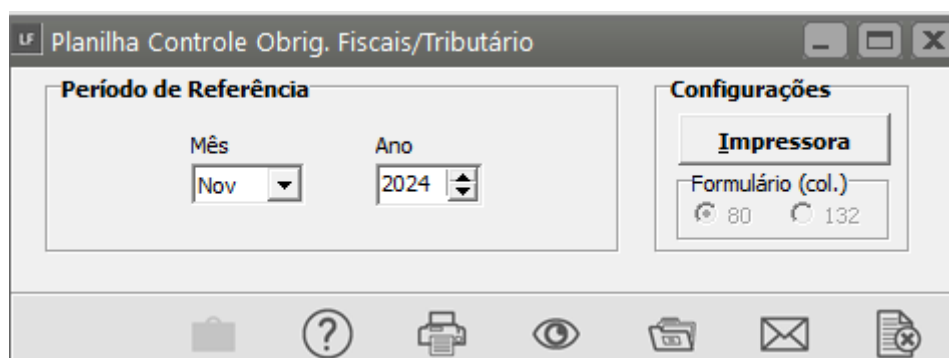 LF Planilha Controle Obrig. Fiscais/Tributário
Período de Referência
Configurações
Mês
Ano
Impressora
Nov
2024
Formulário (col.)
80
132
?